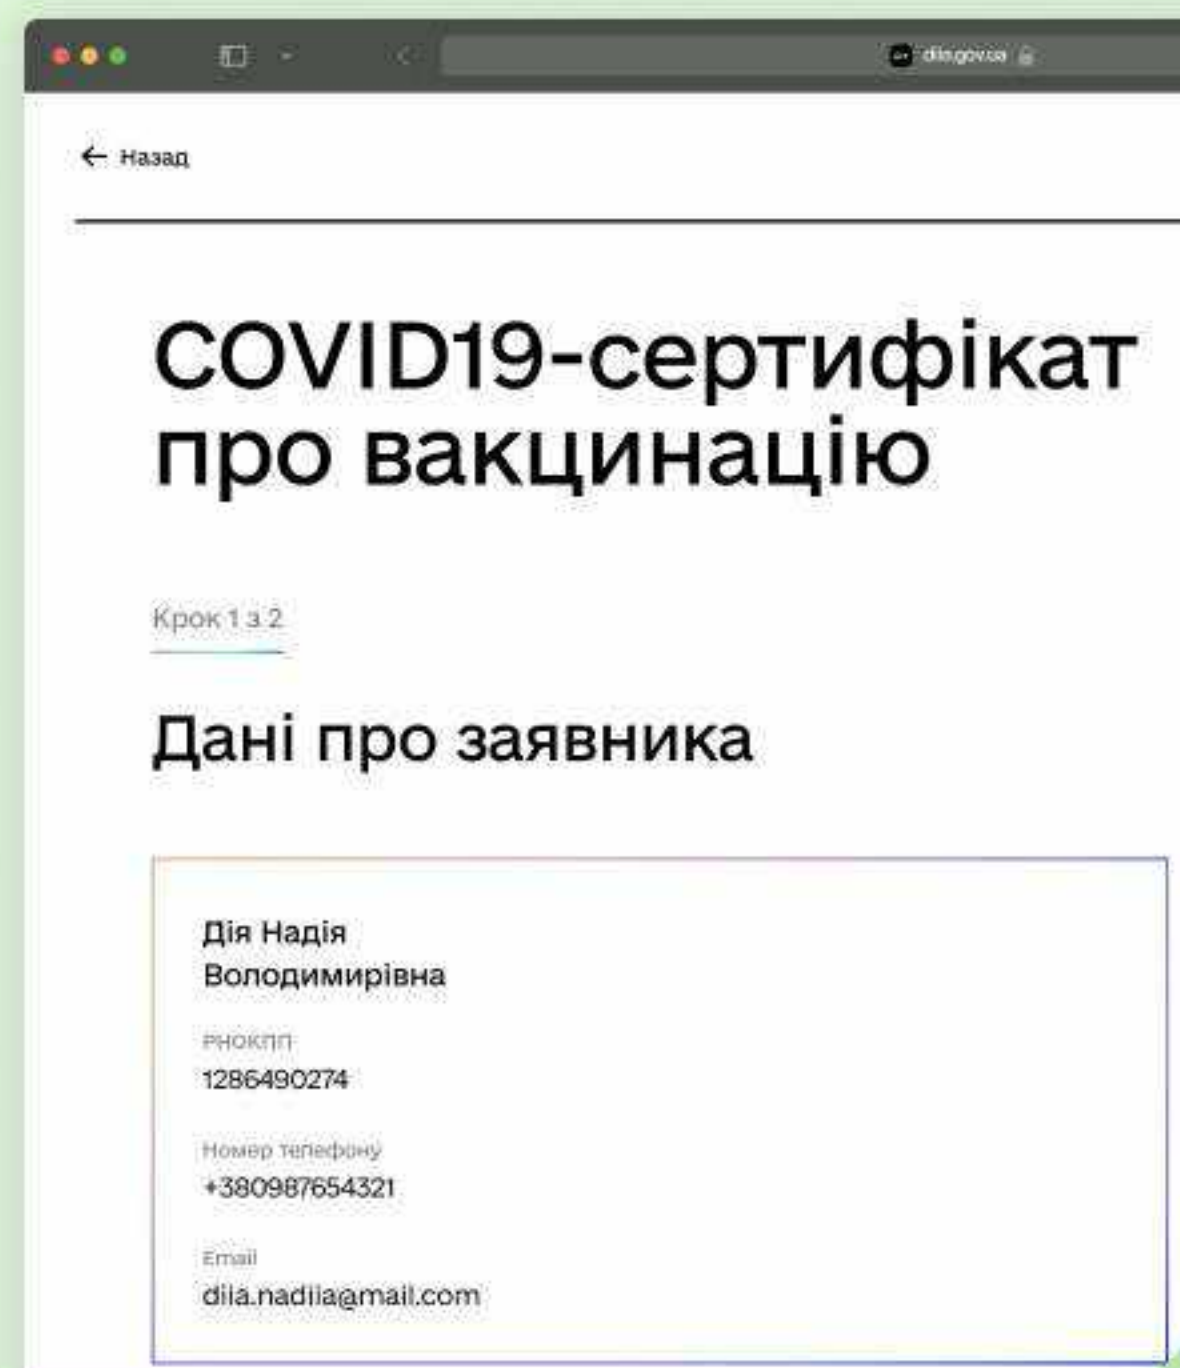 diia.gov.ua
← Назад
COVID19-сертифікат
про вакцинацію
Крок 1 з 2
Дані про заявника
Дія Надія
Володимирівна
РНОКПП
1286490274
Номер телефону
+380987654321
Email
diia.nadiia@mail.com